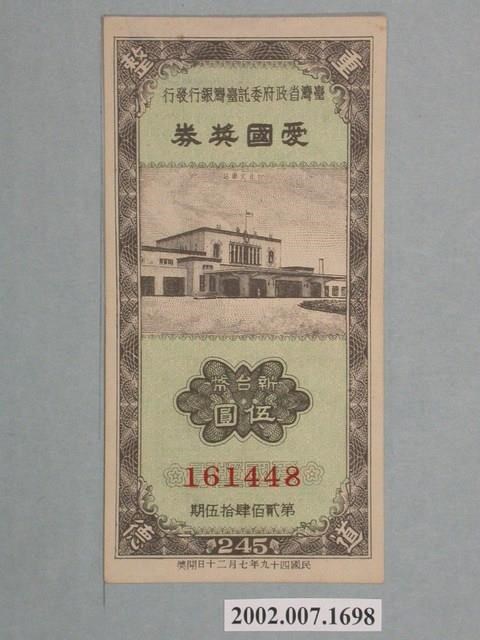 臺灣省政府委託臺灣銀行發行
愛國獎券
新台幣
伍圓
161448
第貳佰肆拾伍期
245
民國四十九年七月二十日開獎
2002.007.1698